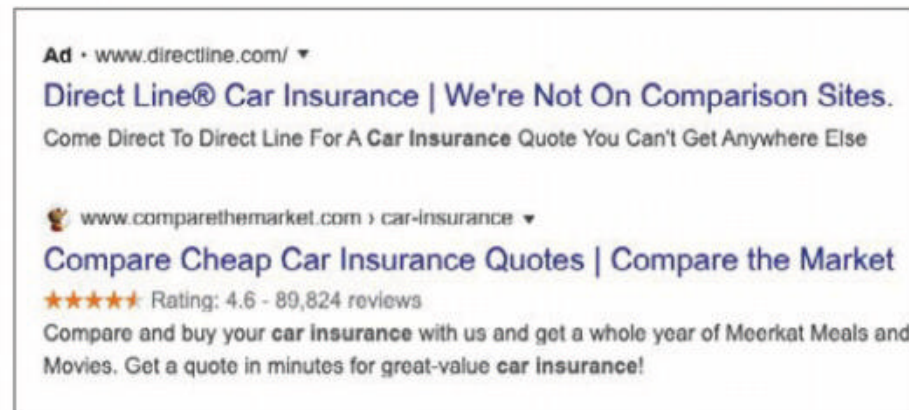 Ad · www.directline.com/ ▼
Direct Line® Car Insurance | We're Not On Comparison Sites.
Come Direct To Direct Line For A Car Insurance Quote You Can't Get Anywhere Else
www.comparethemarket.com › car-insurance ▼
Compare Cheap Car Insurance Quotes | Compare the Market
Rating: 4.6 - 89,824 reviews
Compare and buy your car insurance with us and get a whole year of Meerkat Meals and
Movies. Get a quote in minutes for great-value car insurance!